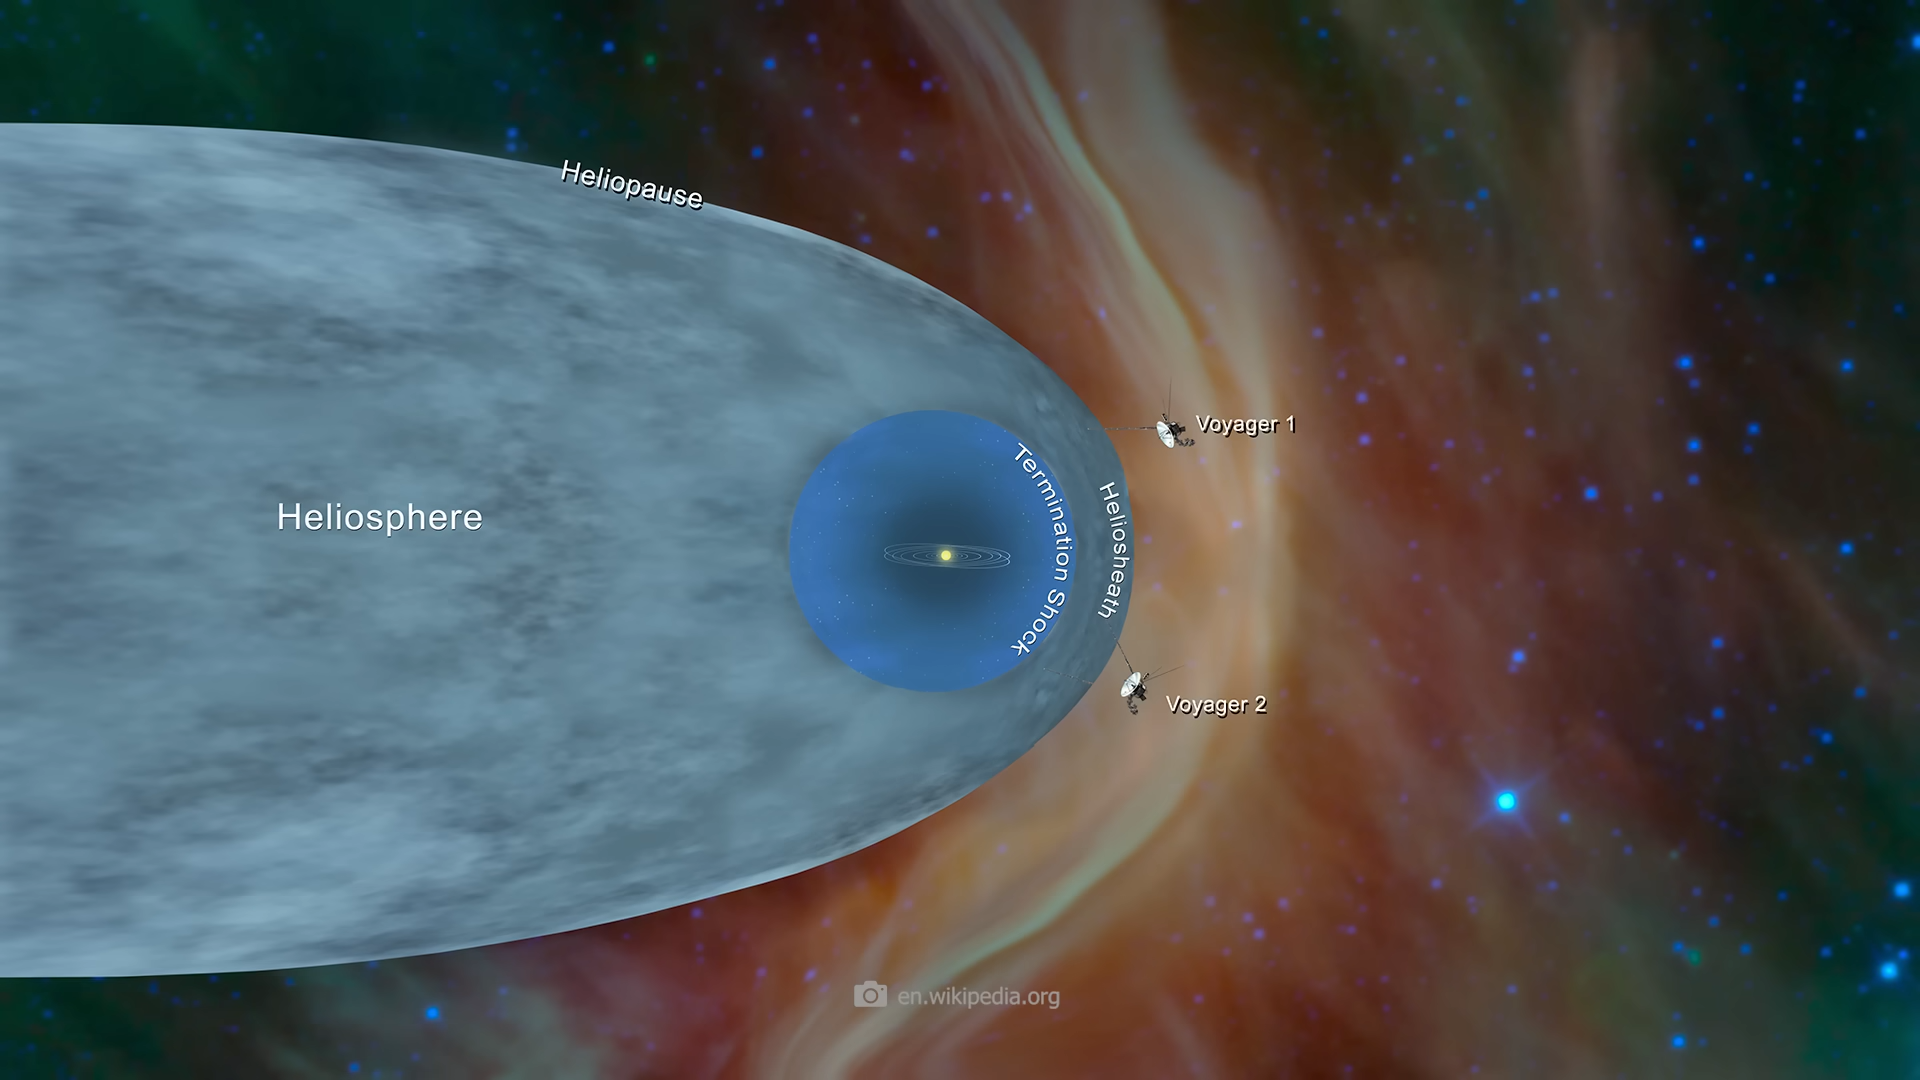 Heliopause
Voyager 1
Termination Shock
Heliosheath
Heliosphere
Voyager 2
en.wikipedia.org